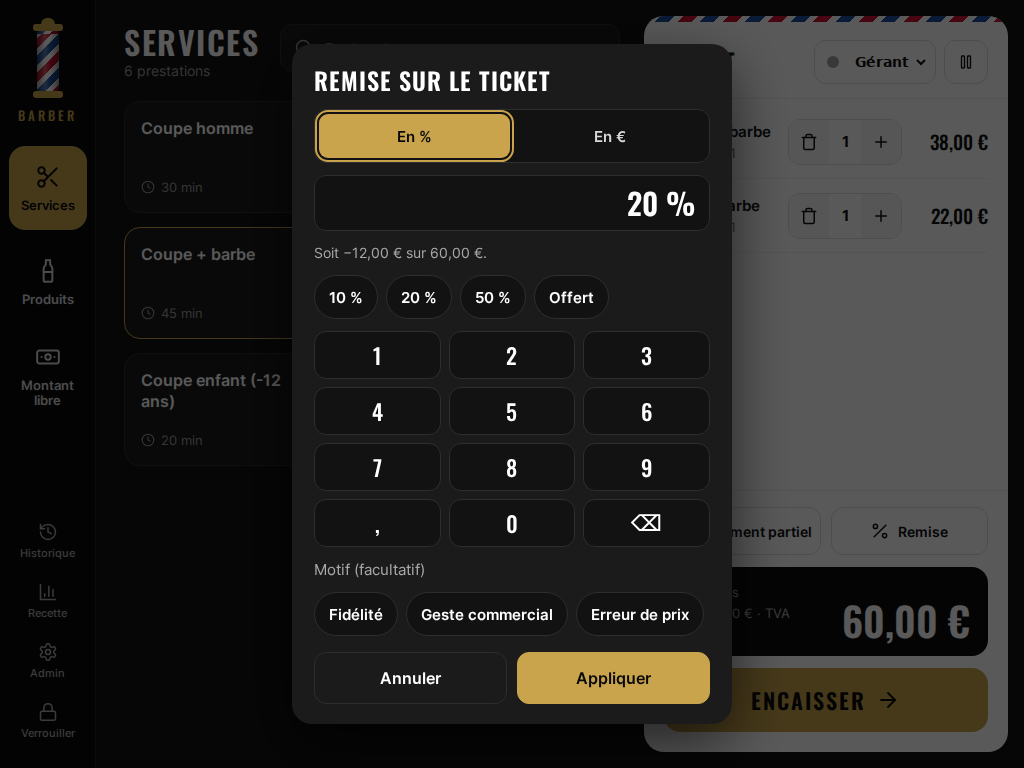 BARBER
Services
Produits
Montant
libre
Historique
Recette
Admin
Verrouiller
SERVICES
6 prestations
Coupe homme
30 min
Coupe + barbe
45 min
Coupe enfant (-12
ans)
20 min
REMISE SUR LE TICKET
En %
En €
20 %
Soit −12,00 € sur 60,00 €.
10 %
20 %
50 %
Offert
1
2
3
4
5
6
7
8
9
,
0
⌫
Motif (facultatif)
Fidélité
Geste commercial
Erreur de prix
Annuler
Appliquer
Gérant
1
38,00 €
1
22,00 €
partiel
Remise
€ · TVA
60,00 €
ENCAISSER